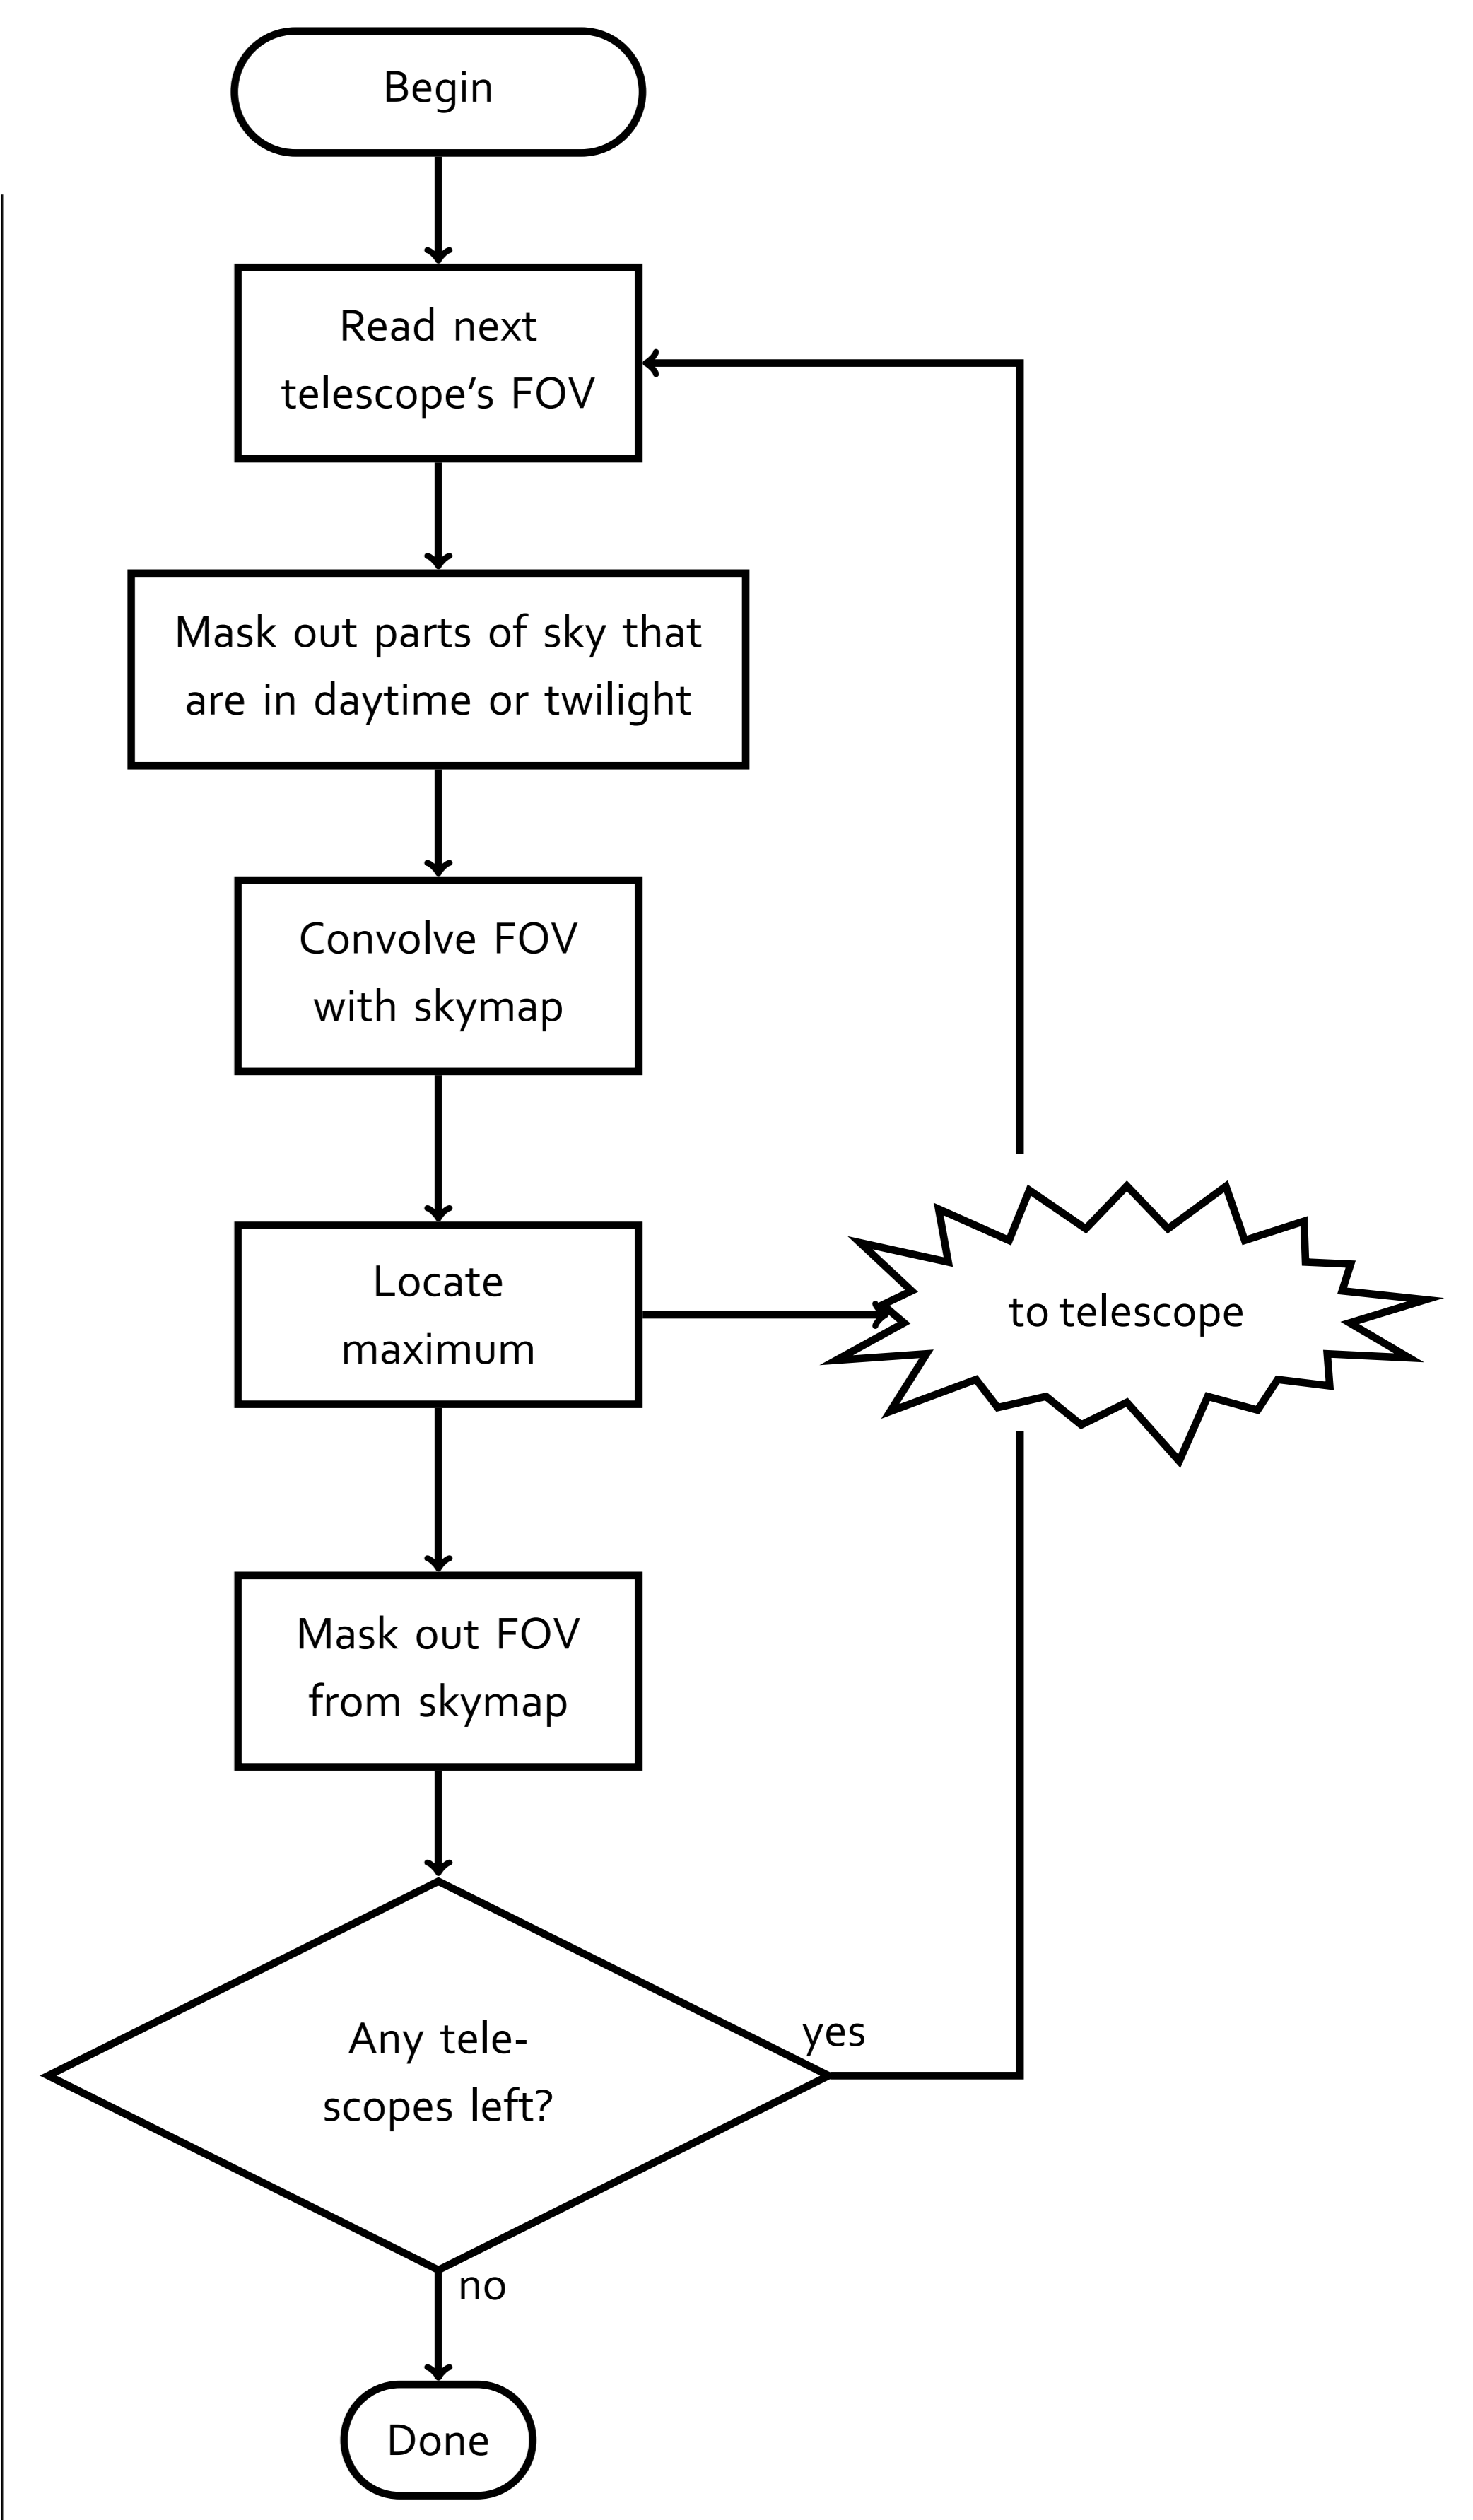 Begin
Read next
telescope's FOV
Mask out parts of sky that
are in daytime or twilight
Convolve FOV
with skymap
Locate
maximum
to telescope
Mask out FOV
from skymap
Any tele-
scopes left?
yes
no
Done